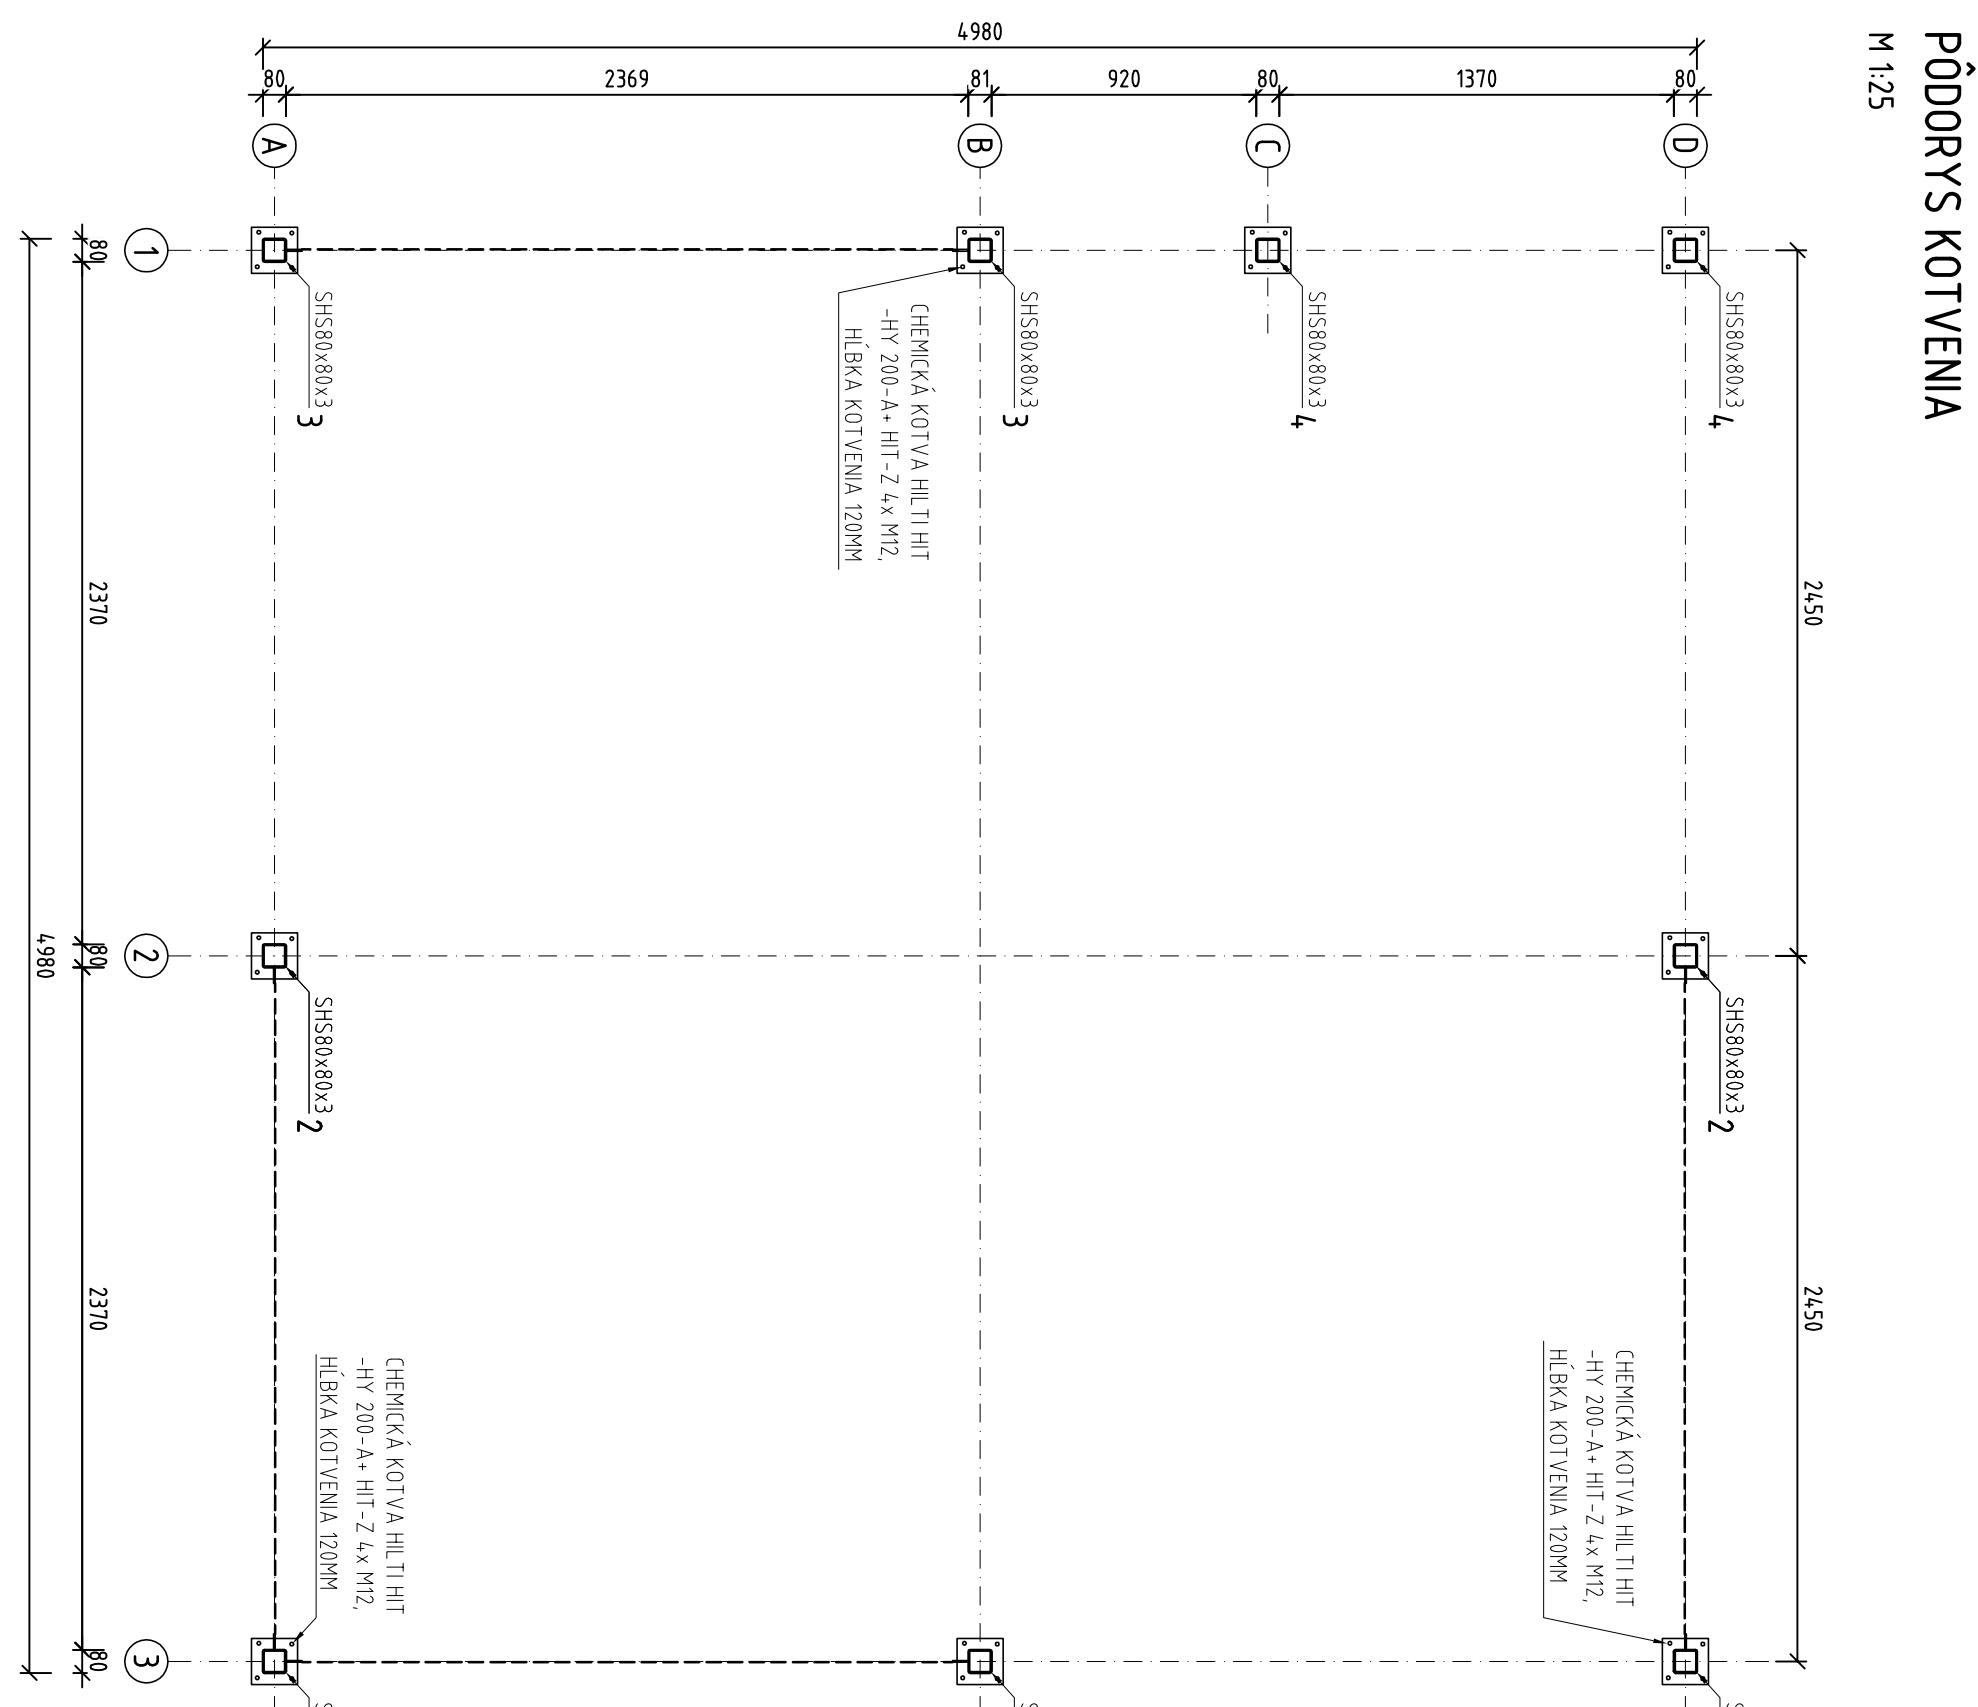 PÔDORYS KOTVENIA
M 1:25
4980
80
2369
81
920
80
1370
80
A
B
C
D
1
2
3
80
2370
80
2370
80
4980
2450
2450
SHS80x80x3
3
SHS80x80x3
3
SHS80x80x3
4
SHS80x80x3
4
CHEMICKÁ KOTVA HILTI HIT
-HY 200-A+ HIT-Z 4x M12,
HĹBKA KOTVENIA 120MM
SHS80x80x3
2
SHS80x80x3
2
CHEMICKÁ KOTVA HILTI HIT
-HY 200-A+ HIT-Z 4x M12,
HĹBKA KOTVENIA 120MM
CHEMICKÁ KOTVA HILTI HIT
-HY 200-A+ HIT-Z 4x M12,
HĹBKA KOTVENIA 120MM